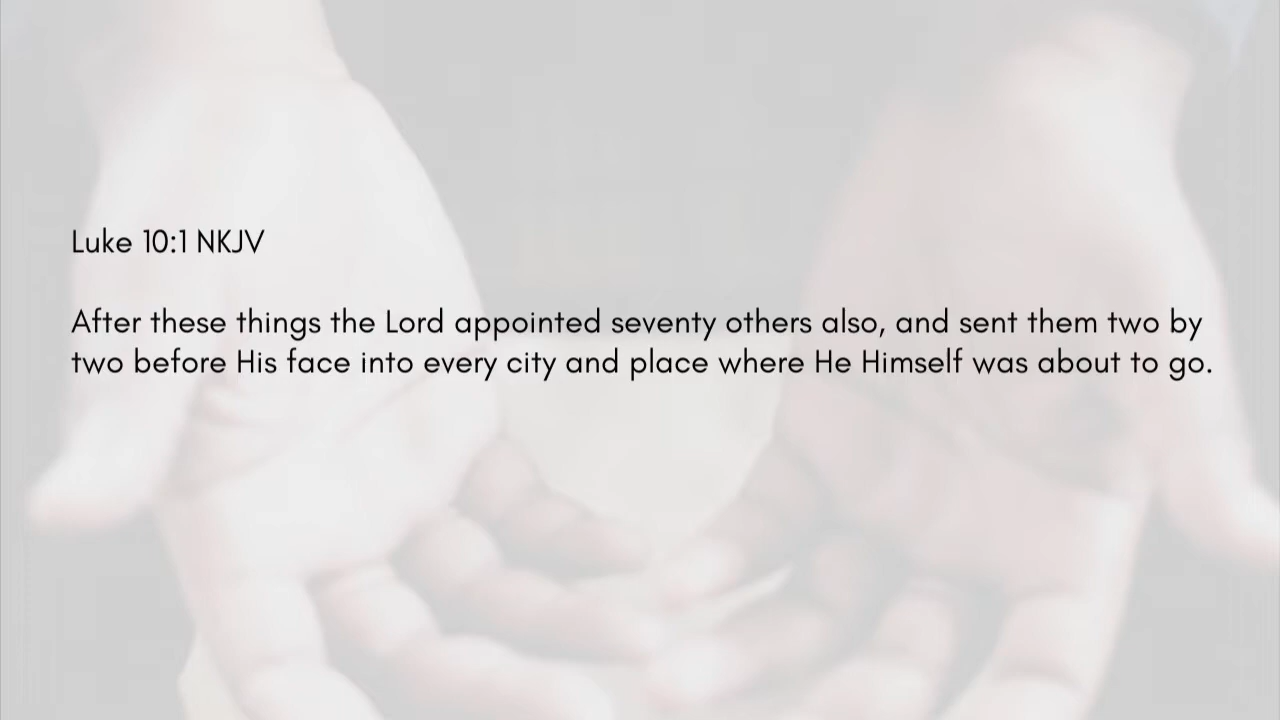 Luke 10:1 NKJV
After these things the Lord appointed seventy others also, and sent them two by
two before His face into every city and place where He Himself was about to go.